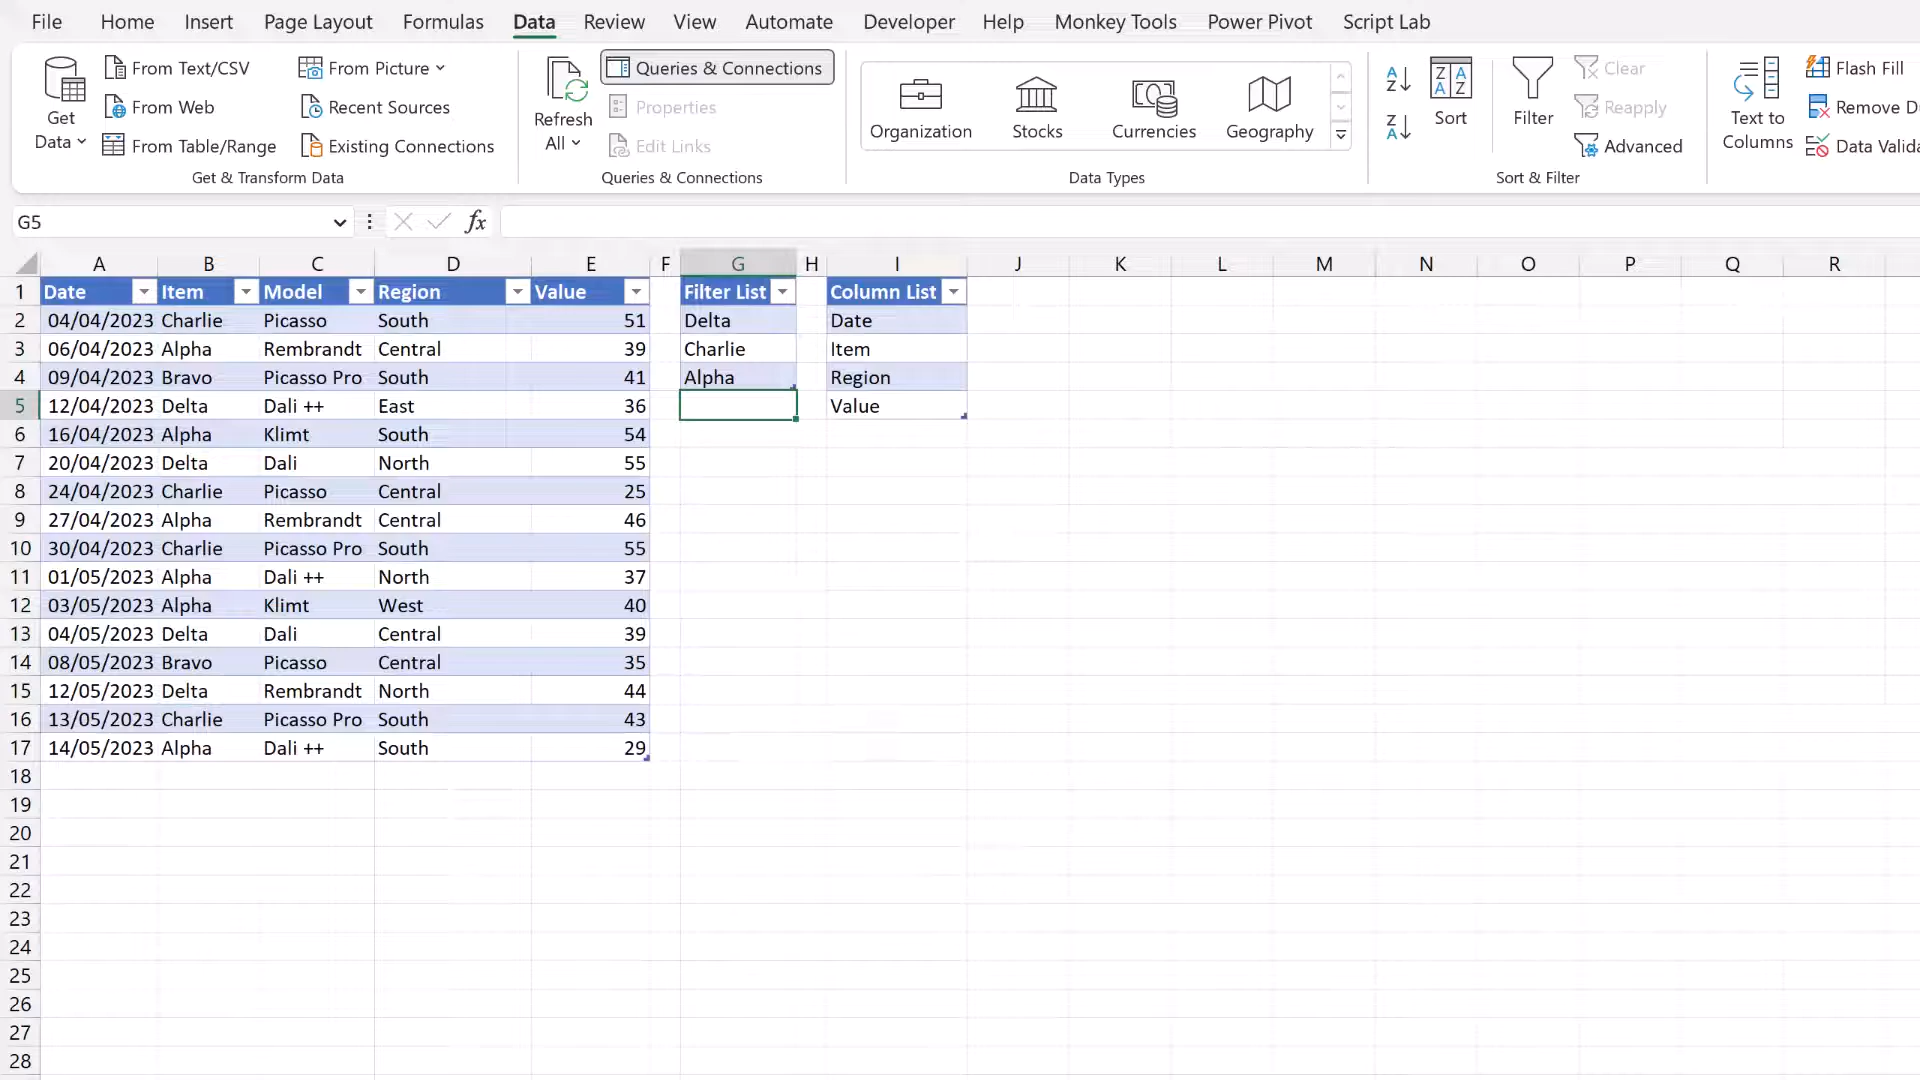 File Home Insert Page Layout Formulas Data Review View Automate Developer Help Monkey Tools Power Pivot Script Lab
Get Data
From Text/CSV
From Web
From Table/Range
From Picture
Recent Sources
Existing Connections
Get & Transform Data
Refresh All
Queries & Connections
Properties
Edit Links
Queries & Connections
Organization Stocks Currencies Geography
Data Types
A Z
Z A
Z A A Z
Sort
Filter
Clear
Reapply
Advanced
Sort & Filter
Text to Columns
Flash Fill
Remove Du
Data Valida
G5 fx
A B C D E F G H I J K L M N O P Q R
1 Date Item Model Region Value Filter List Column List
2 04/04/2023 Charlie Picasso South 51 Delta Date
3 06/04/2023 Alpha Rembrandt Central 39 Charlie Item
4 09/04/2023 Bravo Picasso Pro South 41 Alpha Region
5 12/04/2023 Delta Dali ++ East 36 Value
6 16/04/2023 Alpha Klimt South 54
7 20/04/2023 Delta Dali North 55
8 24/04/2023 Charlie Picasso Central 25
9 27/04/2023 Alpha Rembrandt Central 46
10 30/04/2023 Charlie Picasso Pro South 55
11 01/05/2023 Alpha Dali ++ North 37
12 03/05/2023 Alpha Klimt West 40
13 04/05/2023 Delta Dali Central 39
14 08/05/2023 Bravo Picasso Central 35
15 12/05/2023 Delta Rembrandt North 44
16 13/05/2023 Charlie Picasso Pro South 43
17 14/05/2023 Alpha Dali ++ South 29
18
19
20
21
22
23
24
25
26
27
28